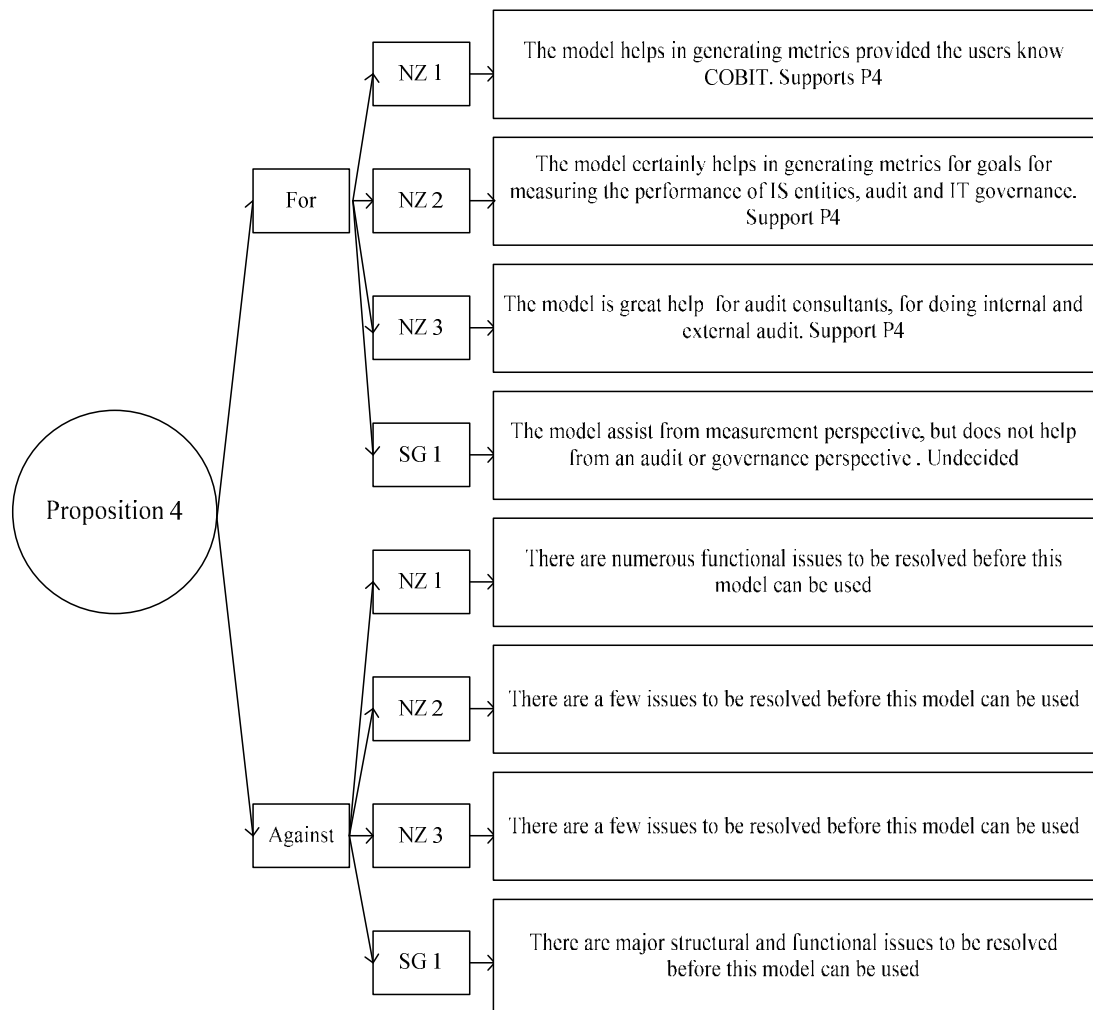 NZ 1
The model helps in generating metrics provided the users know
COBIT. Supports P4
For
NZ 2
The model certainly helps in generating metrics for goals for
measuring the performance of IS entities, audit and IT governance.
Support P4
NZ 3
The model is great help for audit consultants, for doing internal and
external audit. Support P4
SG 1
The model assist from measurement perspective, but does not help
from an audit or governance perspective . Undecided
Proposition 4
NZ 1
There are numerous functional issues to be resolved before this
model can be used
NZ 2
There are a few issues to be resolved before this model can be used
Against
NZ 3
There are a few issues to be resolved before this model can be used
SG 1
There are major structural and functional issues to be resolved
before this model can be used